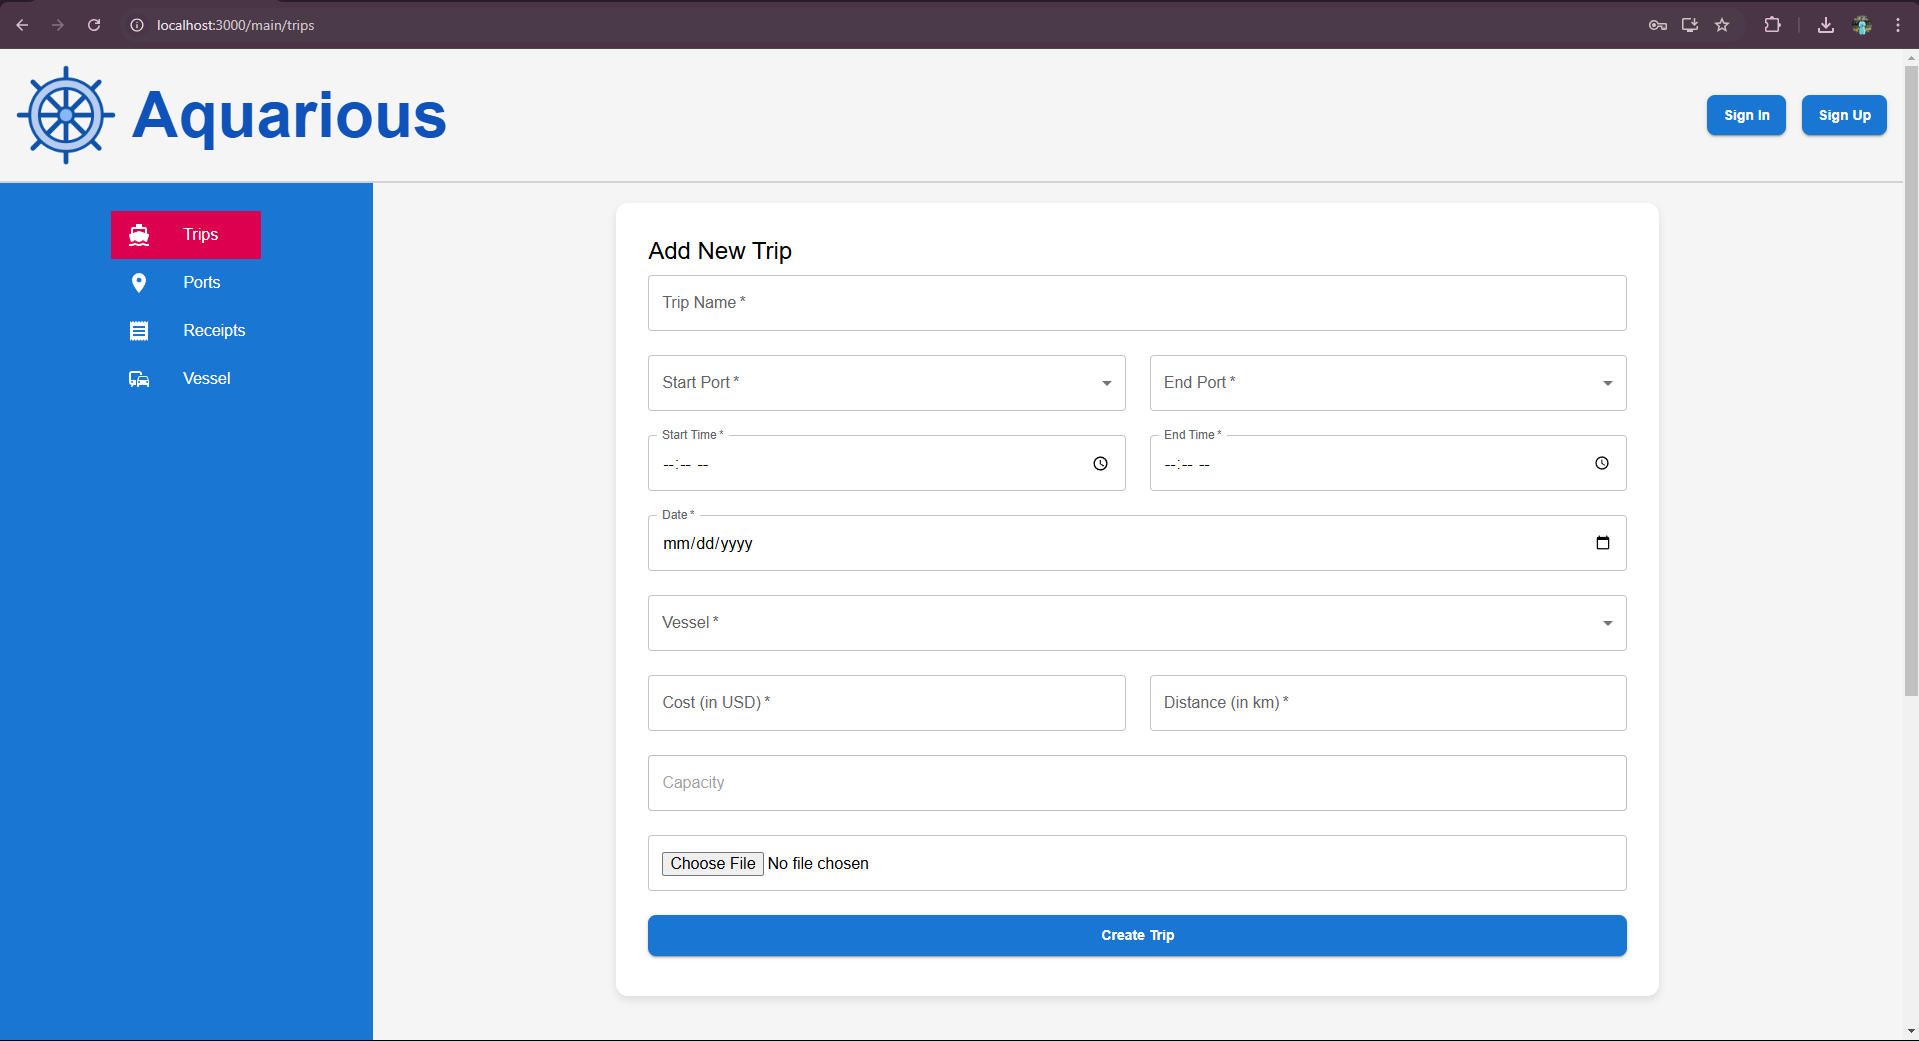 localhost:3000/main/trips
Aquarious
Sign In
Sign Up
Trips
Ports
Receipts
Vessel
Add New Trip
Trip Name *
Start Port *
End Port *
Start Time *
--:-- --
End Time *
--:-- --
Date *
mm/dd/yyyy
Vessel *
Cost (in USD) *
Distance (in km) *
Capacity
Choose File No file chosen
Create Trip